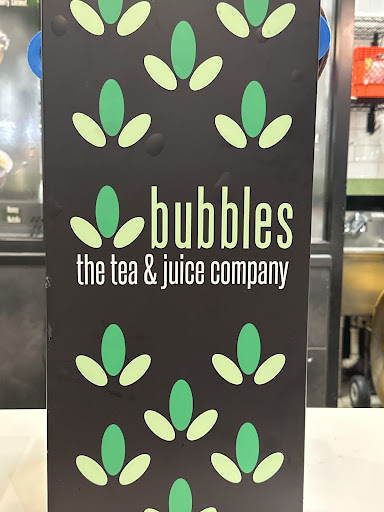 bubbles
the tea & juice company